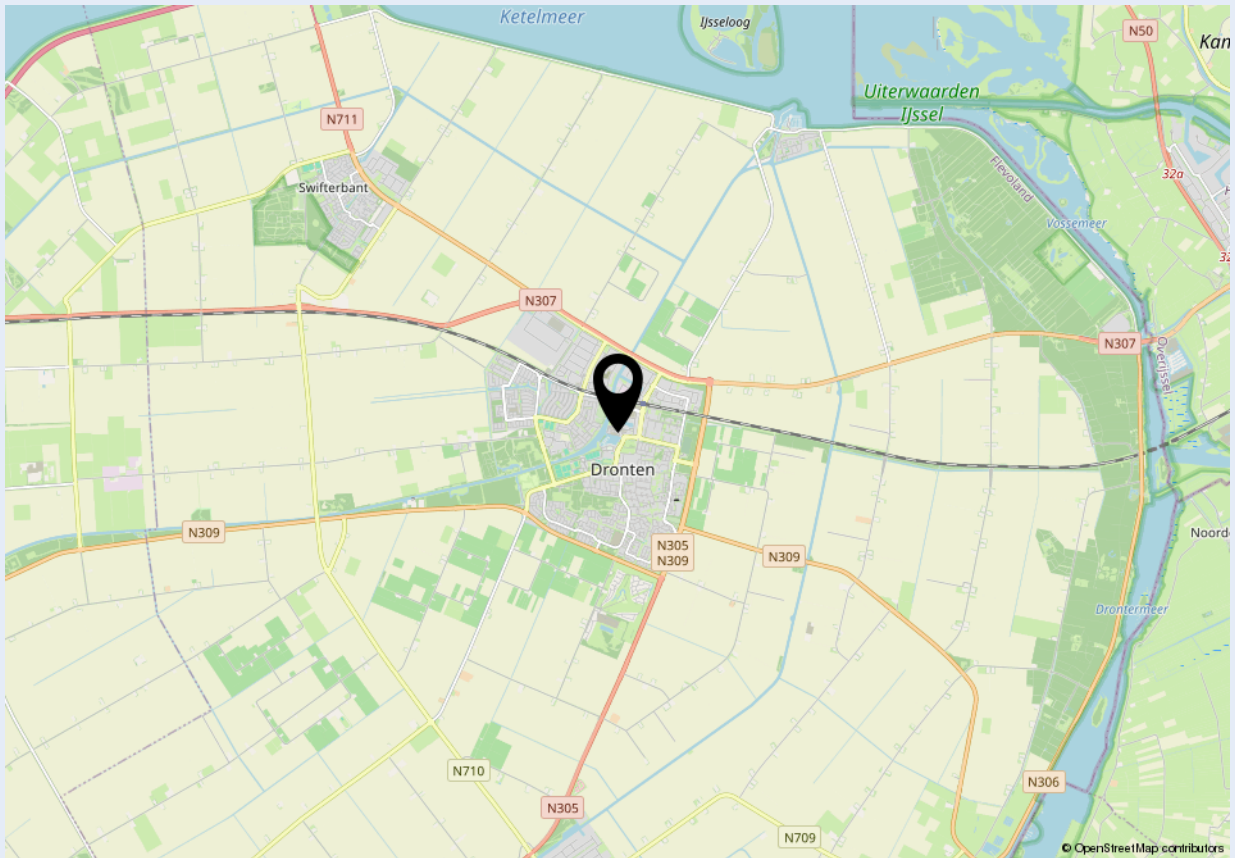 Ketelmeer
IJsseloog
N50
Kan
Uiterwaarden
IJssel
N711
Flevoland
32a
Swifterbant
Vossemeer
32
N307
N307
Overijssel
Dronten
N309
N305
N309
N309
Noord
Drontermeer
N710
N306
N305
N709
© OpenStreetMap contributors